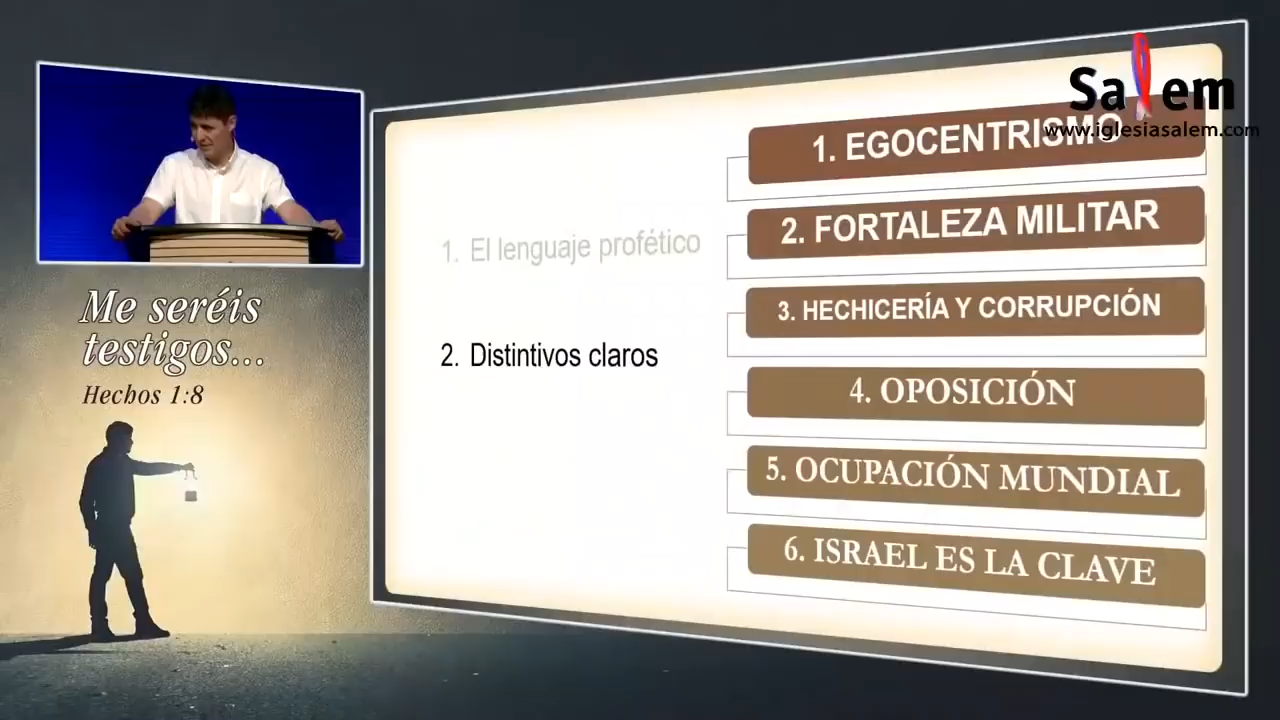 Salem
www.iglesiasalem.com
Me seréis
testigos...
Hechos 1:8
1. El lenguaje profético
2. Distintivos claros
1. EGOCENTRISMO
2. FORTALEZA MILITAR
3. HECHICERÍA Y CORRUPCIÓN
4. OPOSICIÓN
5. OCUPACIÓN MUNDIAL
6. ISRAEL ES LA CLAVE